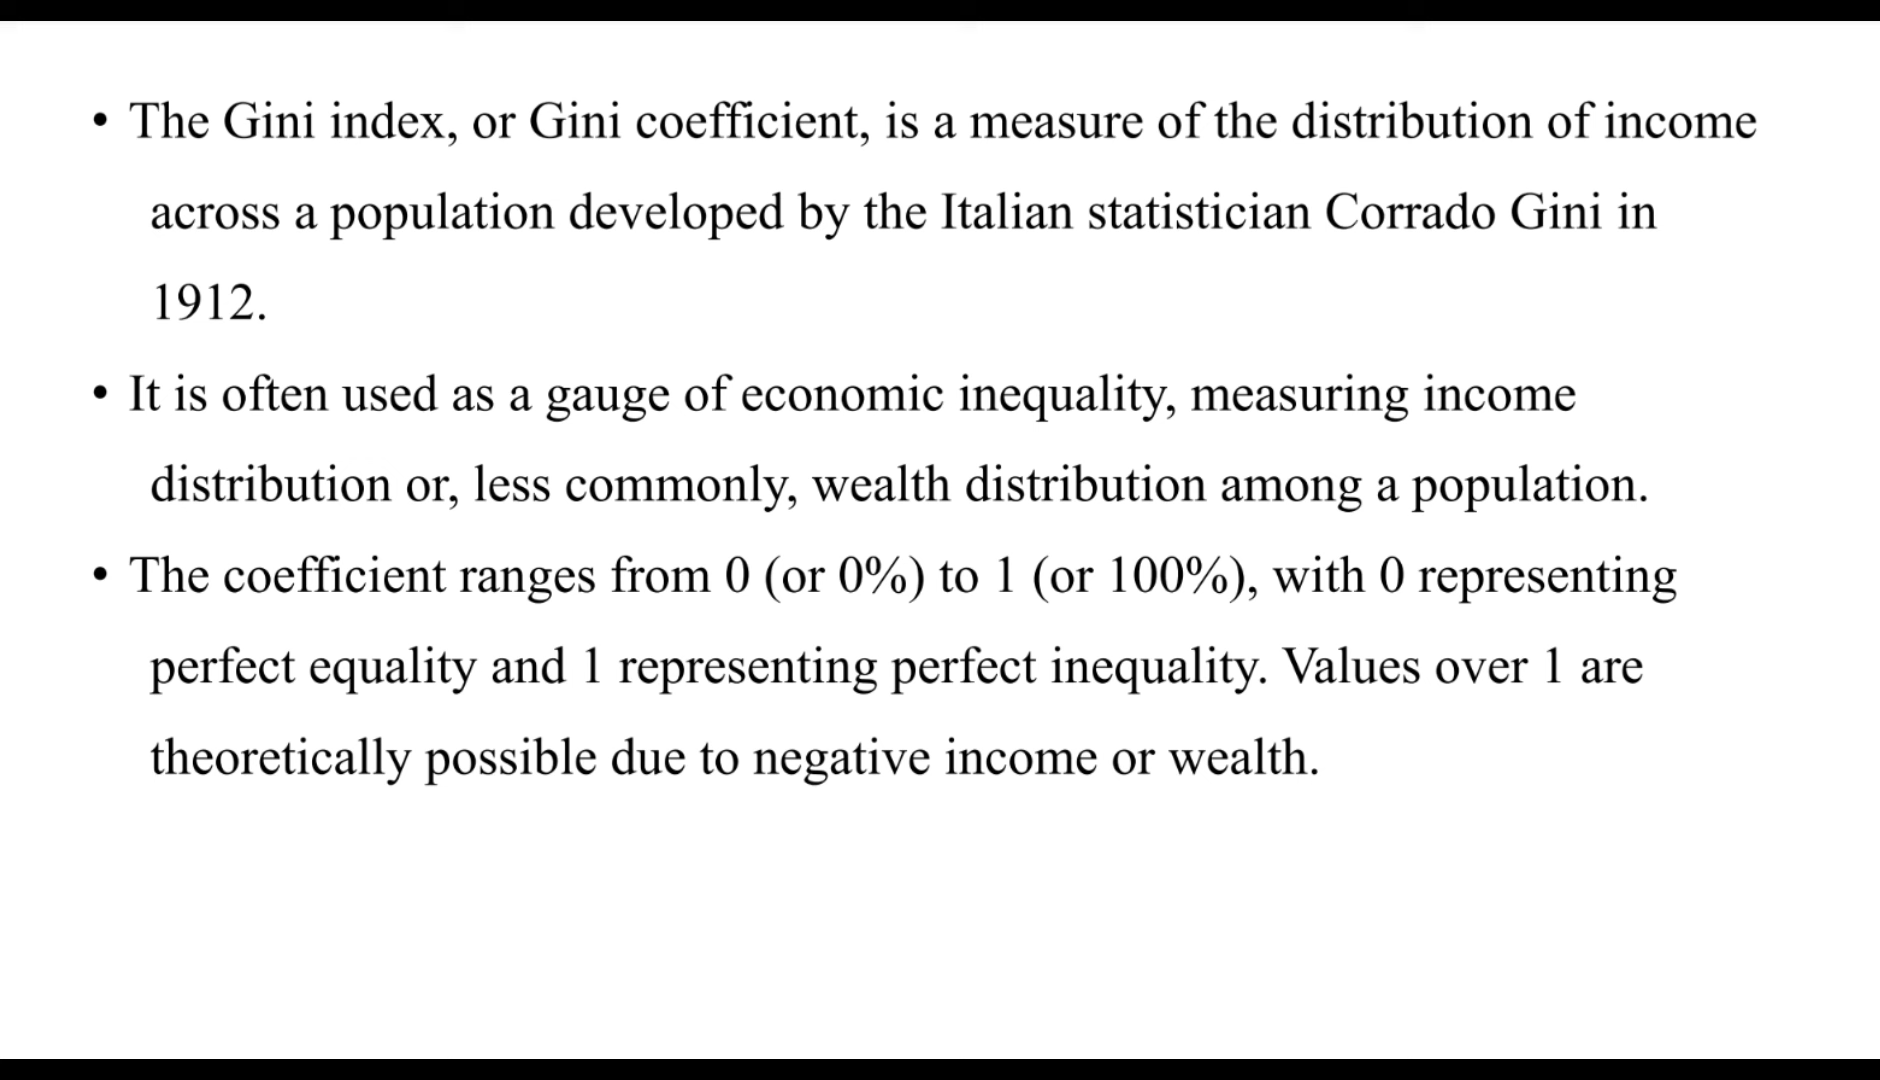 • The Gini index, or Gini coefficient, is a measure of the distribution of income
across a population developed by the Italian statistician Corrado Gini in
1912.
• It is often used as a gauge of economic inequality, measuring income
distribution or, less commonly, wealth distribution among a population.
• The coefficient ranges from 0 (or 0%) to 1 (or 100%), with 0 representing
perfect equality and 1 representing perfect inequality. Values over 1 are
theoretically possible due to negative income or wealth.